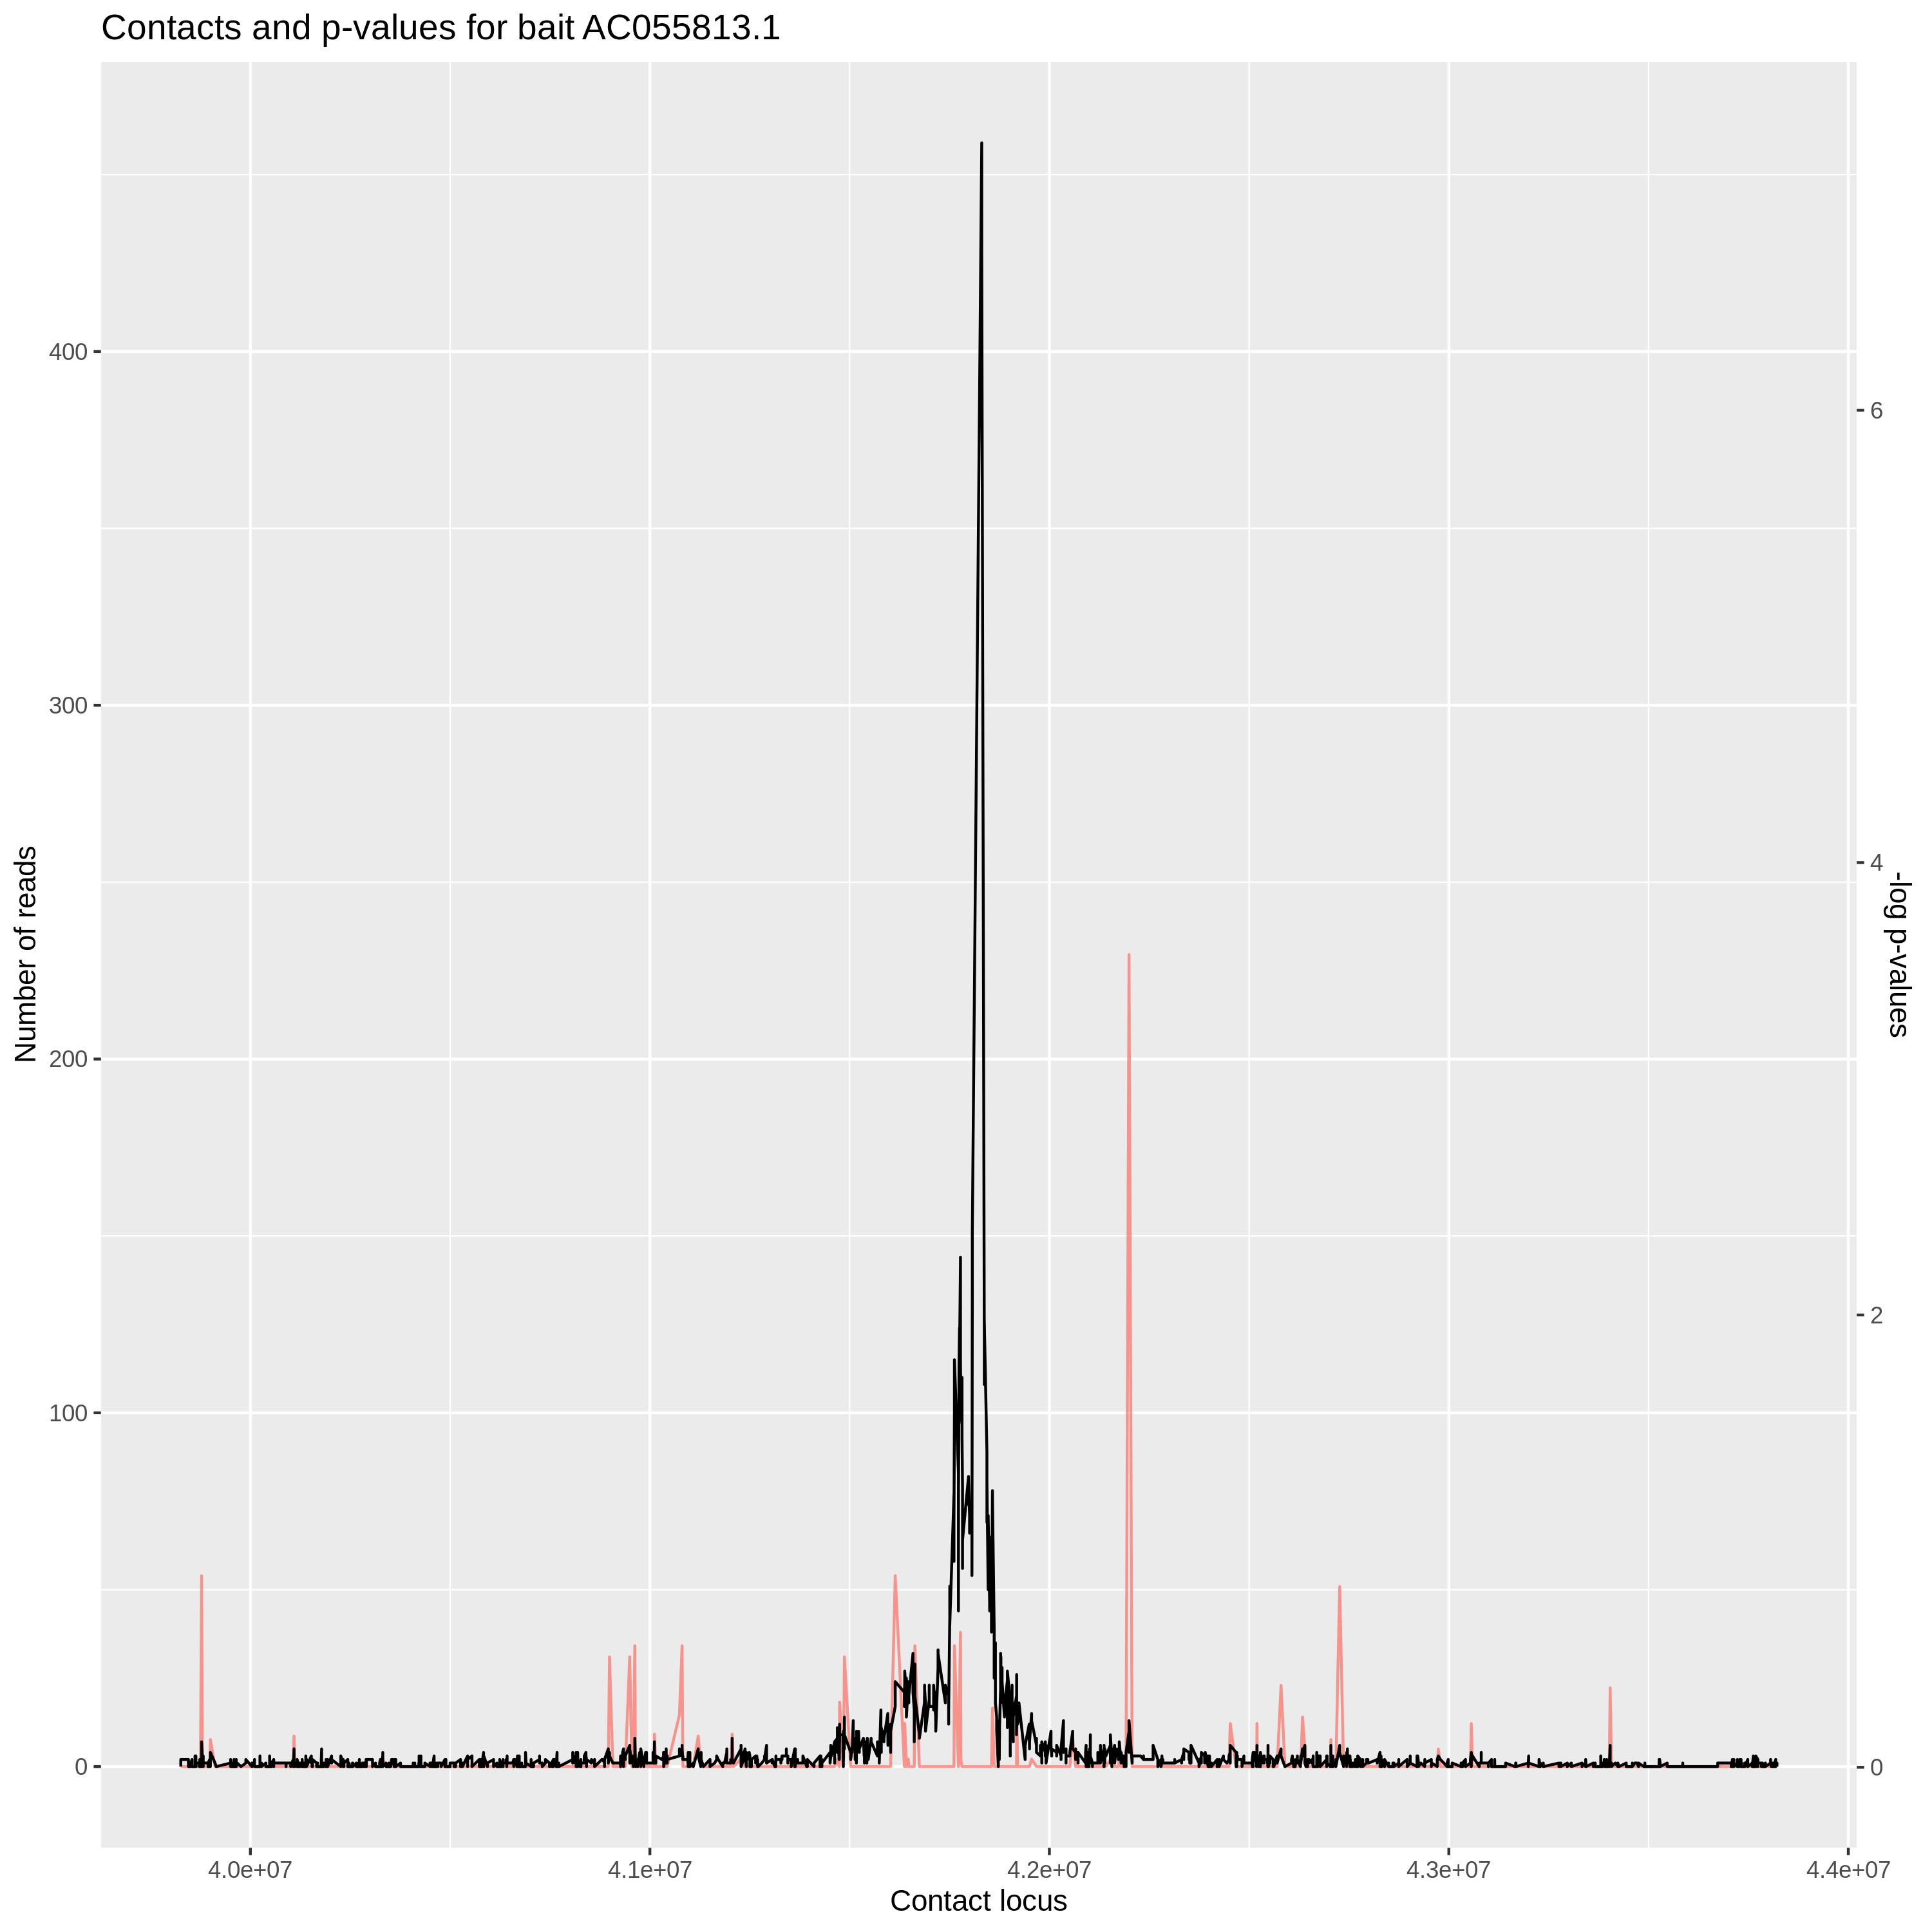 Contacts and p-values for bait AC055813.1
Number of reads
400
300
200
100
0
6
4
2
0
-log p-values
4.0e+07
4.1e+07
4.2e+07
4.3e+07
4.4e+07
Contact locus